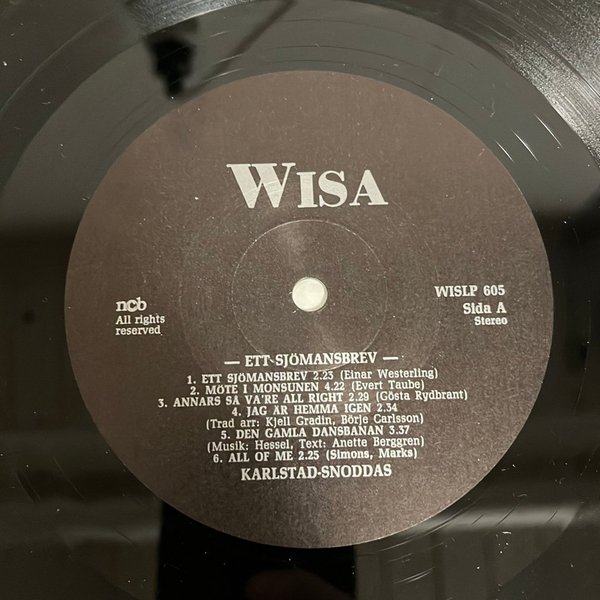 WISA
ncb
All rights
reserved
WISLP 605
Sida A
Stereo
— ETT SJÖMANSBREV —
1. ETT SJÖMANSBREV 2.23 (Einar Westerling)
2. MÖTE I MONSUNEN 4.22 (Evert Taube)
3. ANNARS SÅ VA'RE ALL RIGHT 2.29 (Gösta Rydbrant)
4. JAG ÄR HEMMA IGEN 2.34
(Trad arr: Kjell Gradin, Börje Carlsson)
5. DEN GAMLA DANSBANAN 3.37
(Musik: Hessel, Text: Anette Berggren)
6. ALL OF ME 2.25 (Simons, Marks)
KARLSTAD-SNODDAS